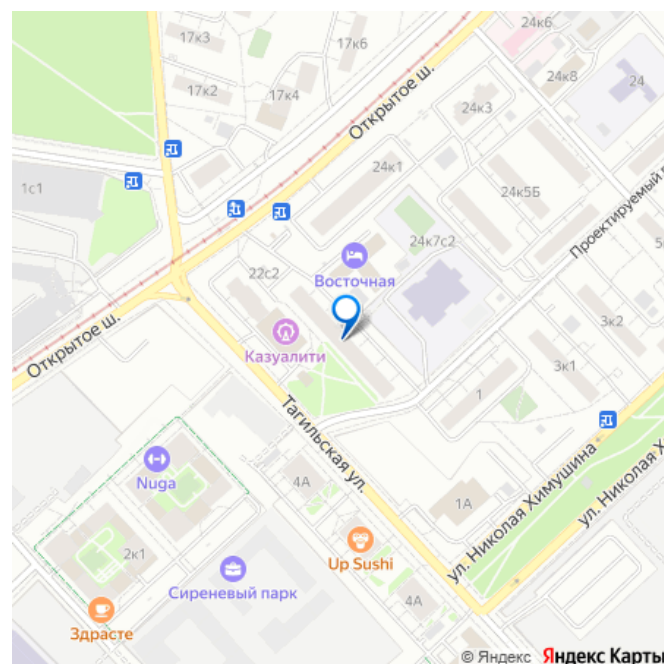 17к3
17к6
24к6
17к2
17к4
Открытое ш.
24к8
24
24к3
1с1
24к1
24к5Б
Проектируемый п
24к7с2
Восточная
22с2
5
3к2
Казуалити
Открытое ш.
3к1
1
Тагильская ул.
Nuga
4А
1А
ул. Николая Химушина
ул. Николая Х
2к1
Up Sushi
Сиреневый парк
4А
Здрасте
© Яндекс Яндекс Карты